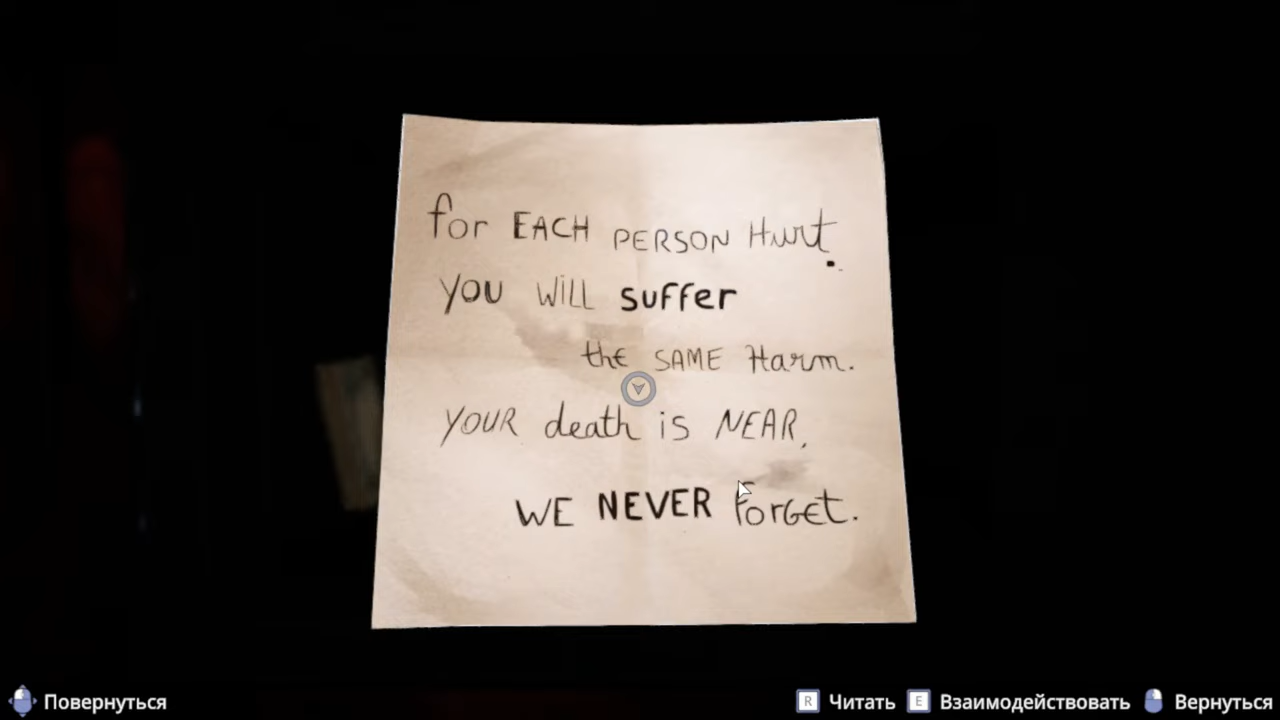 for EACH PERSON Hurt.
YOU WiLL suffer
the SAME Harm.
YOUR death is NEAR,
WE NEVER forGEt.
Повернуться
R Читать E Взаимодействовать Вернуться